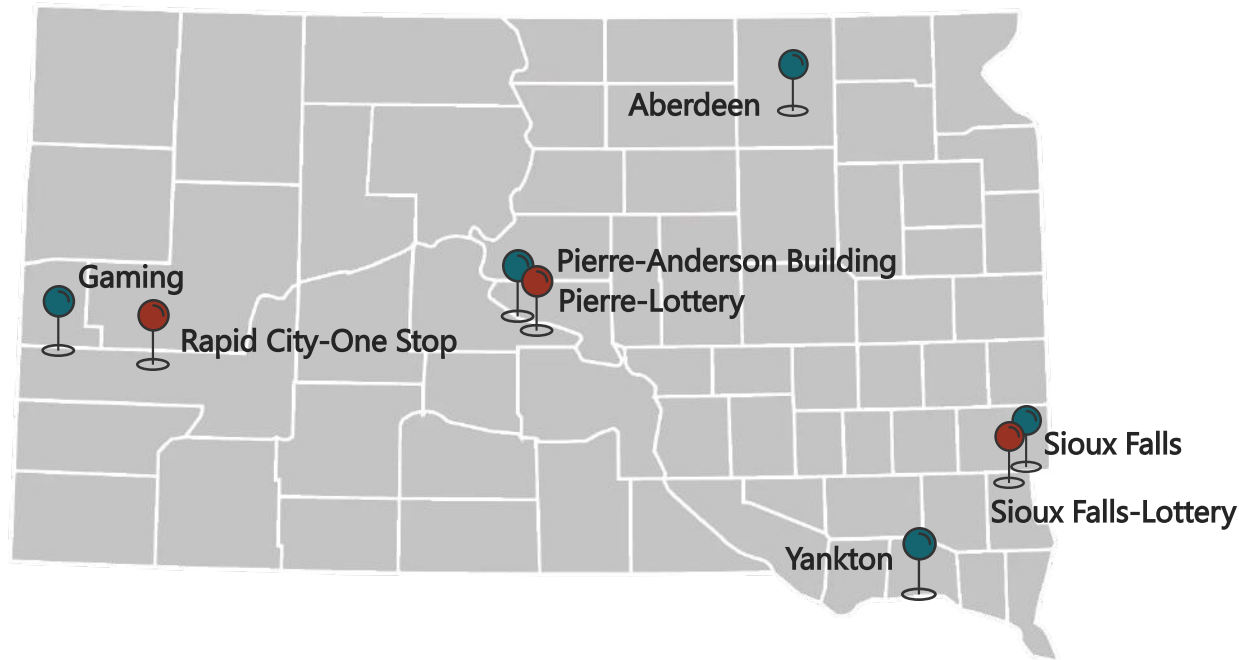 Aberdeen
Pierre-Anderson Building
Gaming
Pierre-Lottery
Rapid City-One Stop
Sioux Falls
Sioux Falls-Lottery
Yankton